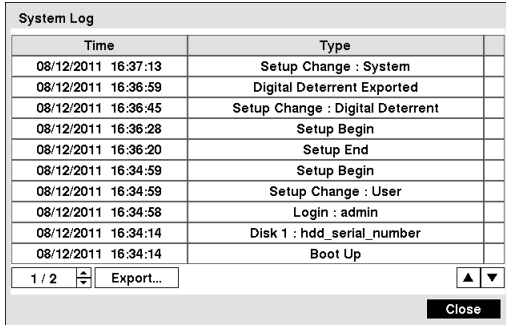 System Log
Time Type
08/12/2011 16:37:13 Setup Change : System
08/12/2011 16:36:59 Digital Deterrent Exported
08/12/2011 16:36:45 Setup Change : Digital Deterrent
08/12/2011 16:36:28 Setup Begin
08/12/2011 16:36:20 Setup End
08/12/2011 16:34:59 Setup Begin
08/12/2011 16:34:59 Setup Change : User
08/12/2011 16:34:58 Login : admin
08/12/2011 16:34:14 Disk 1 : hdd_serial_number
08/12/2011 16:34:14 Boot Up
1 / 2 Export...
Close